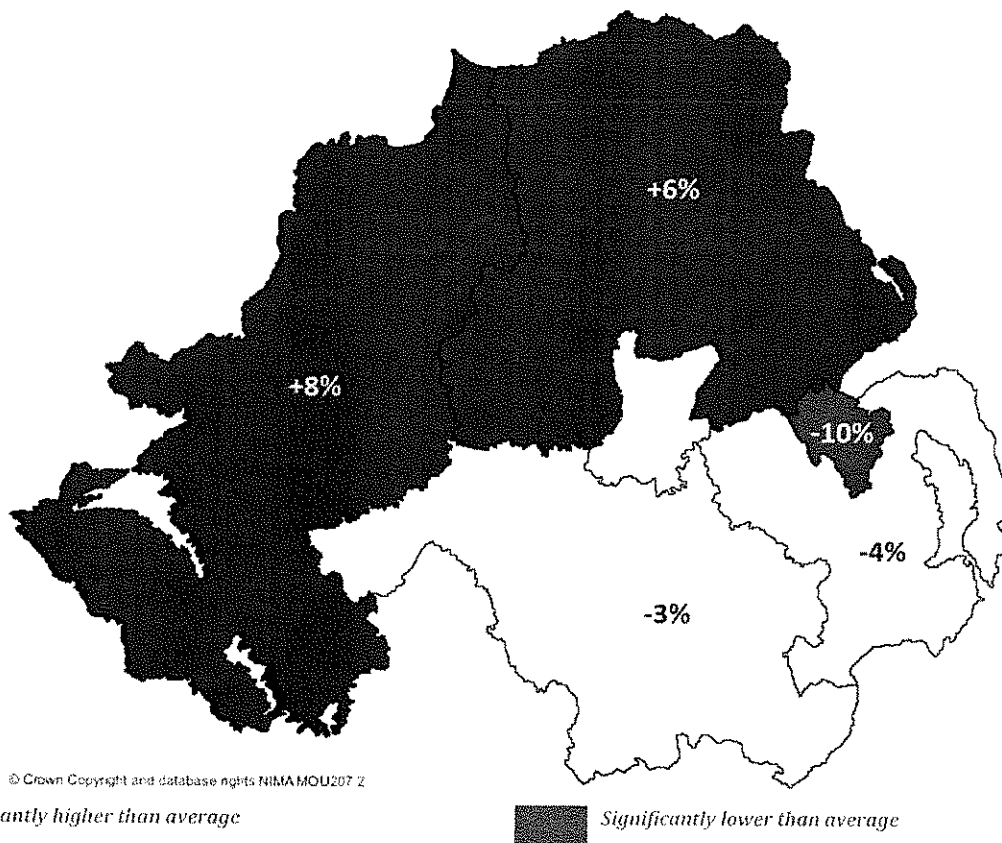 +6%
+8%
-10%
-4%
-3%
© Crown Copyright and database rights NIMA MOU207 2
antly higher than average
Significantly lower than average